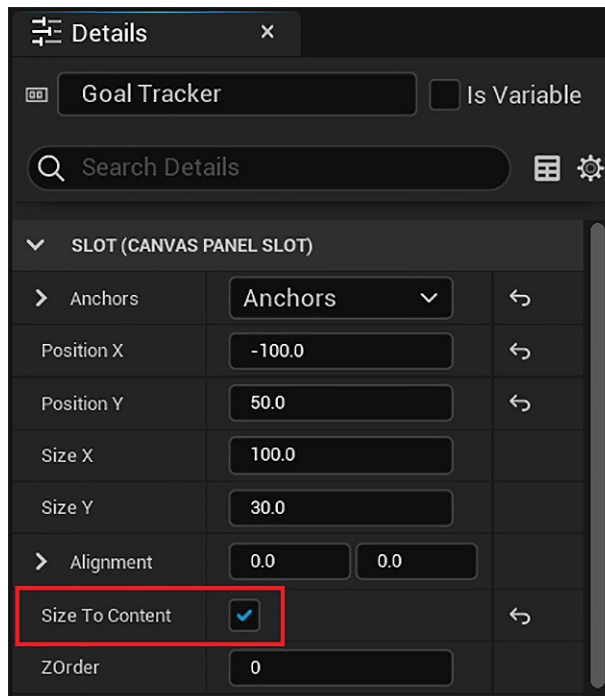 Details
Goal Tracker Is Variable
Search Details
SLOT (CANVAS PANEL SLOT)
Anchors Anchors
Position X -100.0
Position Y 50.0
Size X 100.0
Size Y 30.0
Alignment 0.0 0.0
Size To Content
ZOrder 0